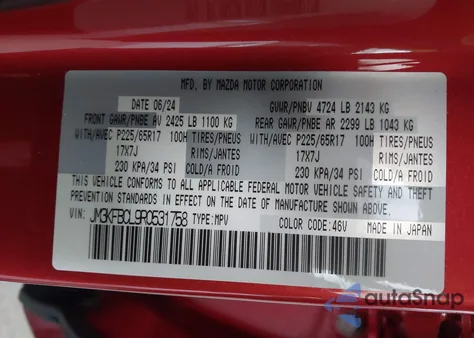 MFD. BY MAZDA MOTOR CORPORATION
DATE 06/24 GVWR/PNBV 4724 LB 2143 KG
FRONT GAWR/PNBE AV 2425 LB 1100 KG REAR GAWR/PNBE AR 2299 LB 1043 KG
WITH/AVEC P225/65R17 100H TIRES/PNEUS WITH/AVEC P225/65R17 100H TIRES/PNEUS
17X7J RIMS/JANTES 17X7J RIMS/JANTES
230 KPA/34 PSI COLD/A FROID 230 KPA/34 PSI COLD/A FROID
THIS VEHICLE CONFORMS TO ALL APPLICABLE FEDERAL MOTOR VEHICLE SAFETY AND THEFT
PREVENTION STANDARDS IN EFFECT ON THE DATE OF MANUFACTURE SHOWN ABOVE.
VIN: JM3KFBCL9R0531758 TYPE:MPV
COLOR CODE:46V MADE IN JAPAN
autoSnap